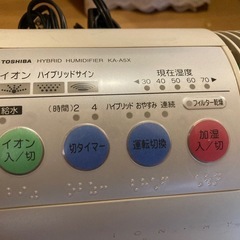 TOSHIBA HYBRID HUMIDIFIER KA-A5X
イオン ハイブリッドサイン 現在湿度
30 40 50 60 70
給水 (時間) 2 4 ハイブリッド おやすみ 連続 フィルター乾燥
イオン 入/切 切タイマー 運転切換 加湿 入/切